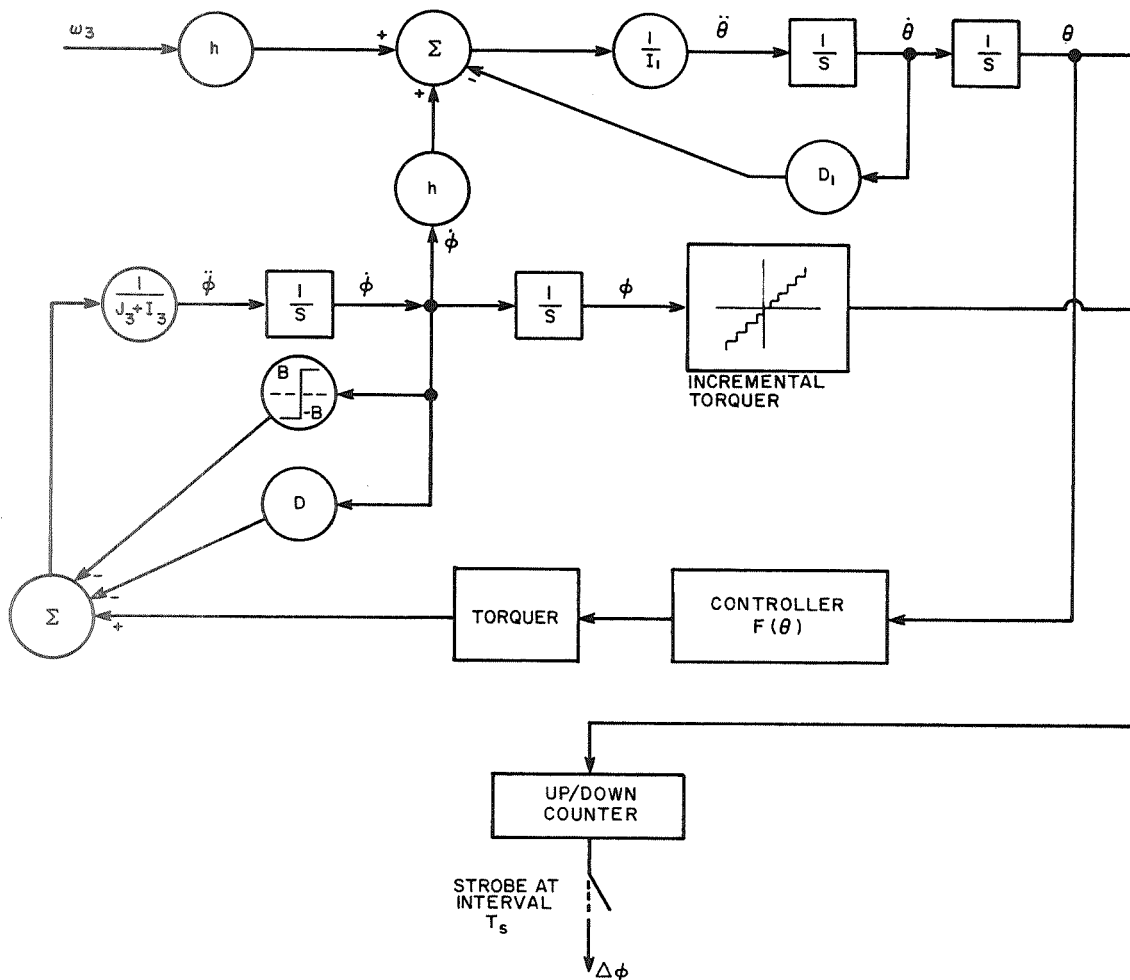 ω₃
h
+
Σ
-
+
1
I₁
θ̈
1
S
θ̇
1
S
θ
h
D₁
φ̇
1
J₃+I₃
φ̈
1
S
φ̇
1
S
φ
INCREMENTAL
TORQUER
B
-B
D
Σ
-
-
+
TORQUER
CONTROLLER
F(θ)
UP/DOWN
COUNTER
STROBE AT
INTERVAL
Tₛ
Δφ